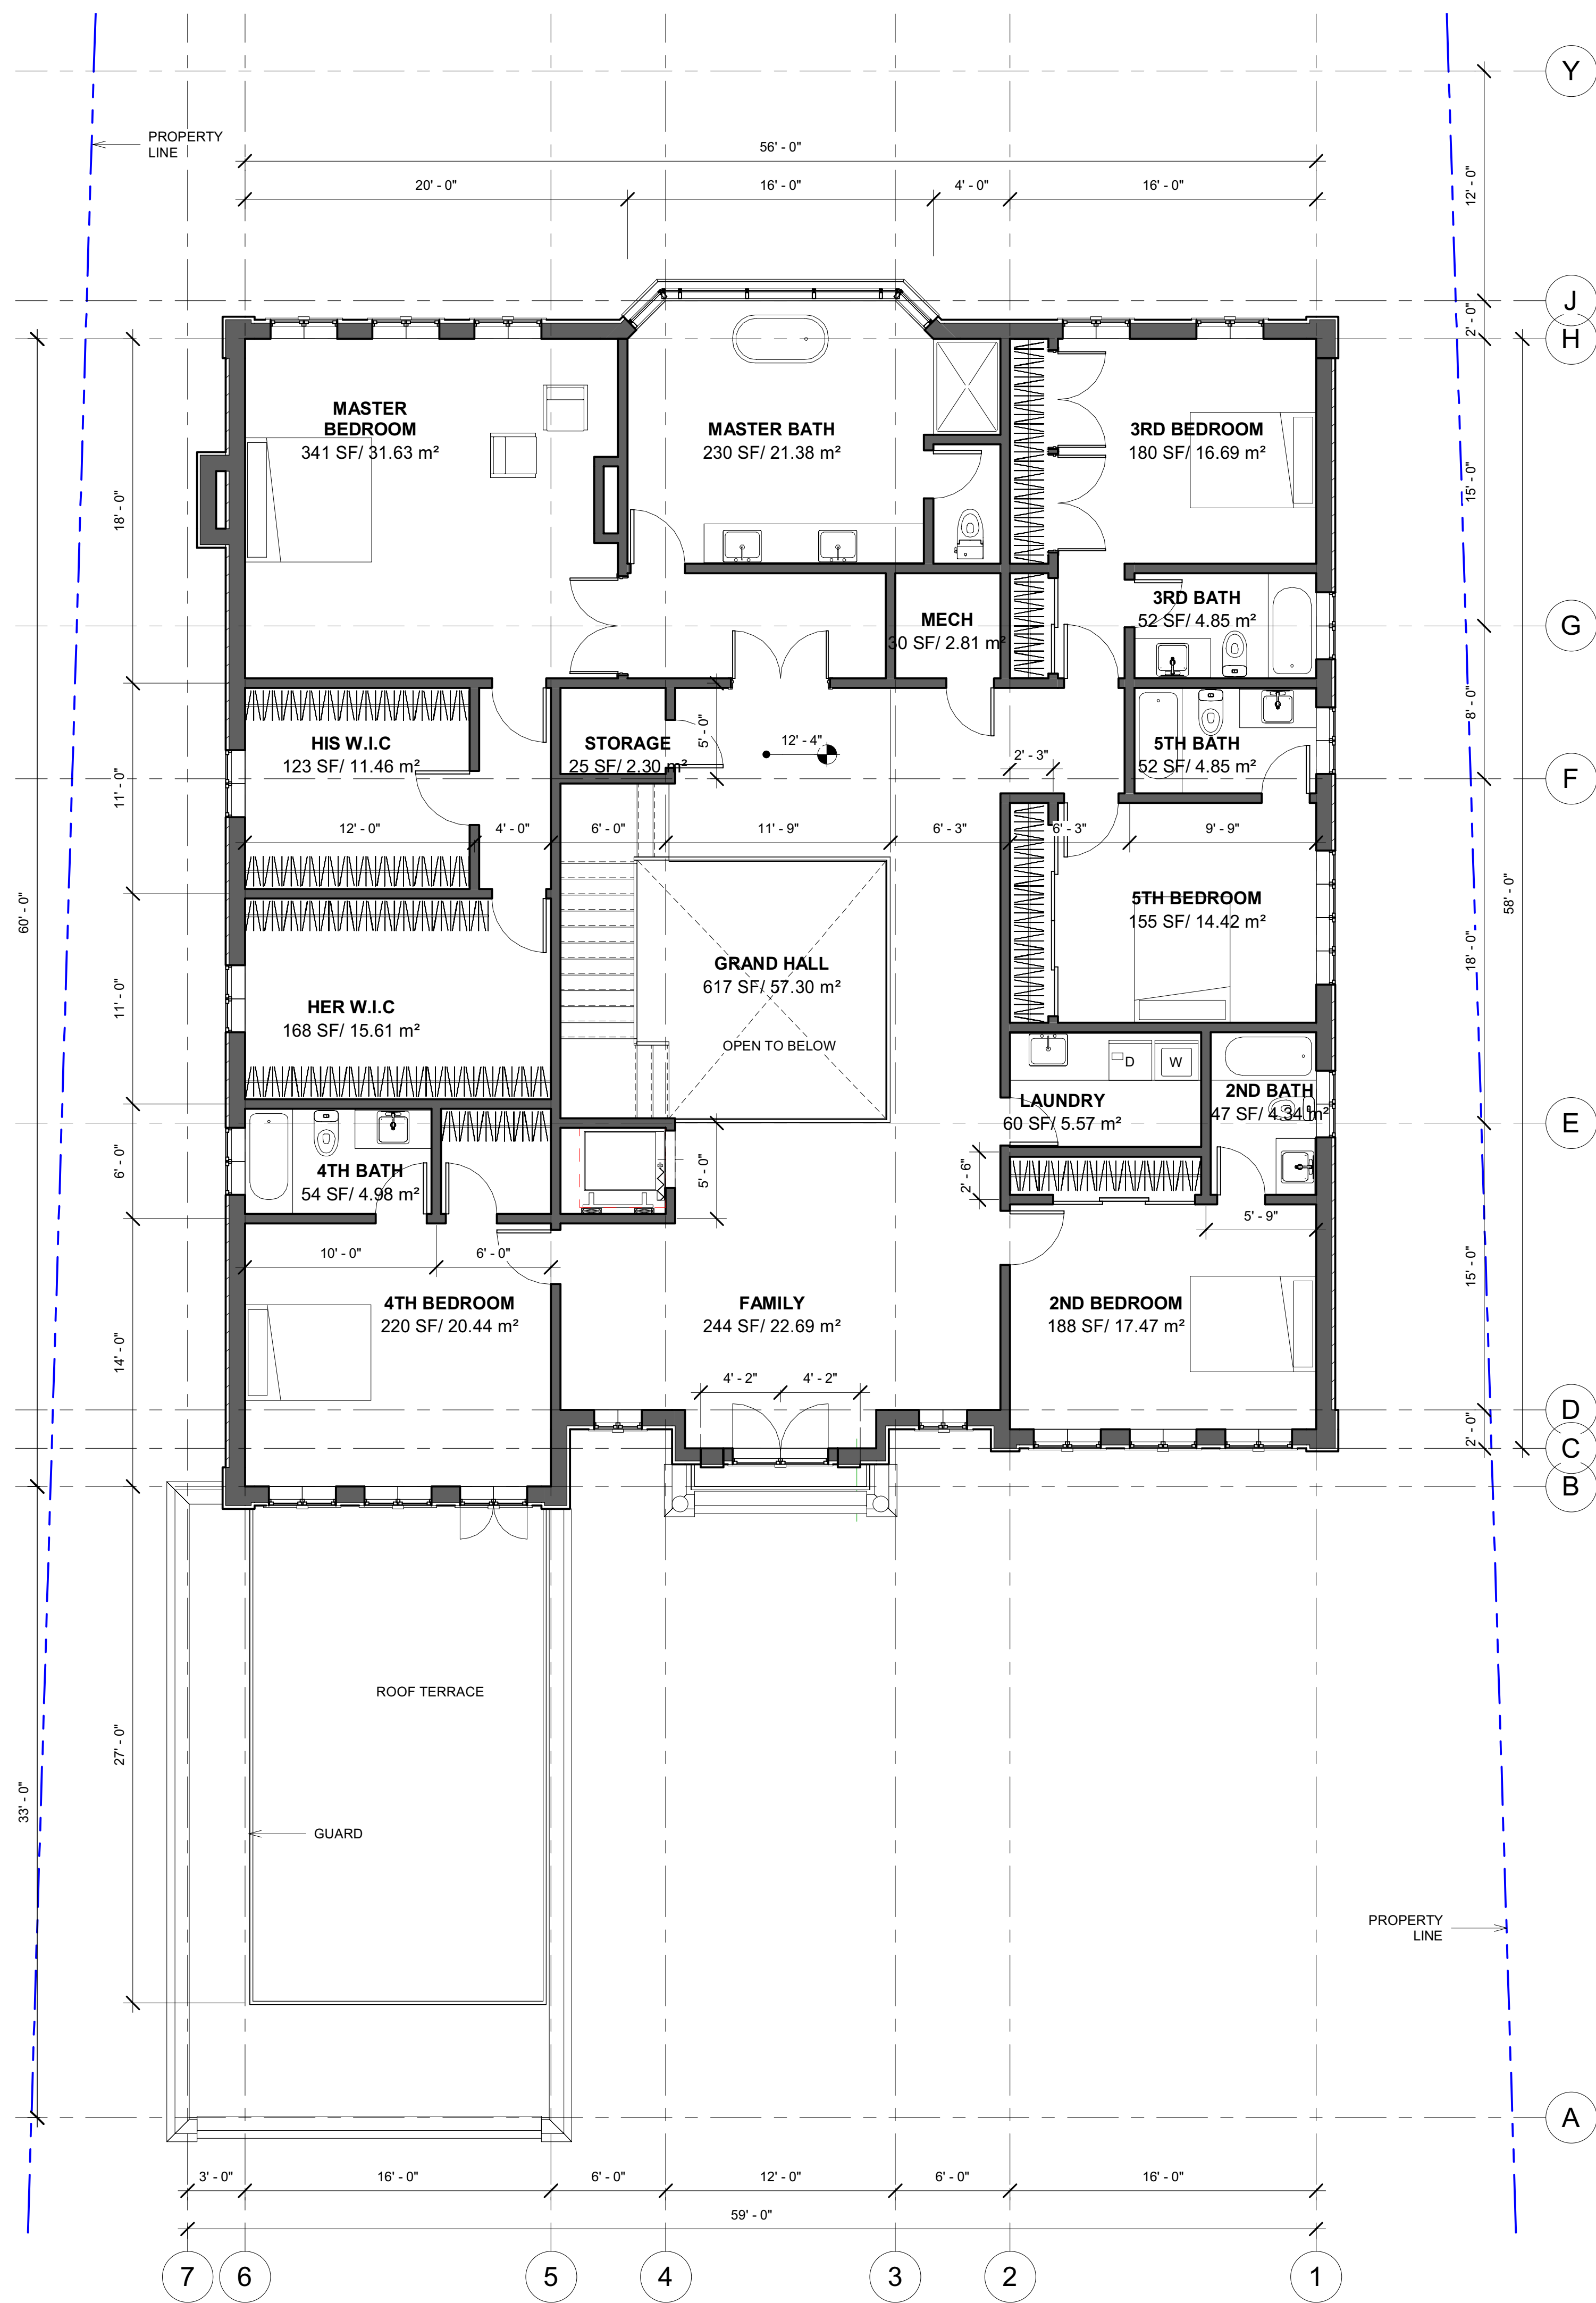 Y
PROPERTY
LINE
56' - 0"
20' - 0"
16' - 0"
4' - 0"
16' - 0"
12' - 0"
J
2' - 0"
H
MASTER
BEDROOM
341 SF/ 31.63 m²
MASTER BATH
230 SF/ 21.38 m²
3RD BEDROOM
180 SF/ 16.69 m²
18' - 0"
15' - 0"
MECH
30 SF/ 2.81 m²
3RD BATH
52 SF/ 4.85 m²
G
HIS W.I.C
123 SF/ 11.46 m²
STORAGE
25 SF/ 2.30 m²
5' - 0"
12' - 4"
2' - 3"
5TH BATH
52 SF/ 4.85 m²
8' - 0"
F
11' - 0"
12' - 0"
4' - 0"
6' - 0"
11' - 9"
6' - 3"
6' - 3"
9' - 9"
60' - 0"
58' - 0"
5TH BEDROOM
155 SF/ 14.42 m²
GRAND HALL
617 SF/ 57.30 m²
OPEN TO BELOW
18' - 0"
11' - 0"
HER W.I.C
168 SF/ 15.61 m²
D
W
LAUNDRY
60 SF/ 5.57 m²
2ND BATH
47 SF/ 4.34 m²
E
6' - 0"
4TH BATH
54 SF/ 4.98 m²
5' - 0"
2' - 6"
5' - 9"
10' - 0"
6' - 0"
15' - 0"
4TH BEDROOM
220 SF/ 20.44 m²
FAMILY
244 SF/ 22.69 m²
2ND BEDROOM
188 SF/ 17.47 m²
14' - 0"
4' - 2"
4' - 2"
D
2' - 0"
C
B
ROOF TERRACE
27' - 0"
33' - 0"
GUARD
PROPERTY
LINE
A
3' - 0"
16' - 0"
6' - 0"
12' - 0"
6' - 0"
16' - 0"
59' - 0"
7
6
5
4
3
2
1